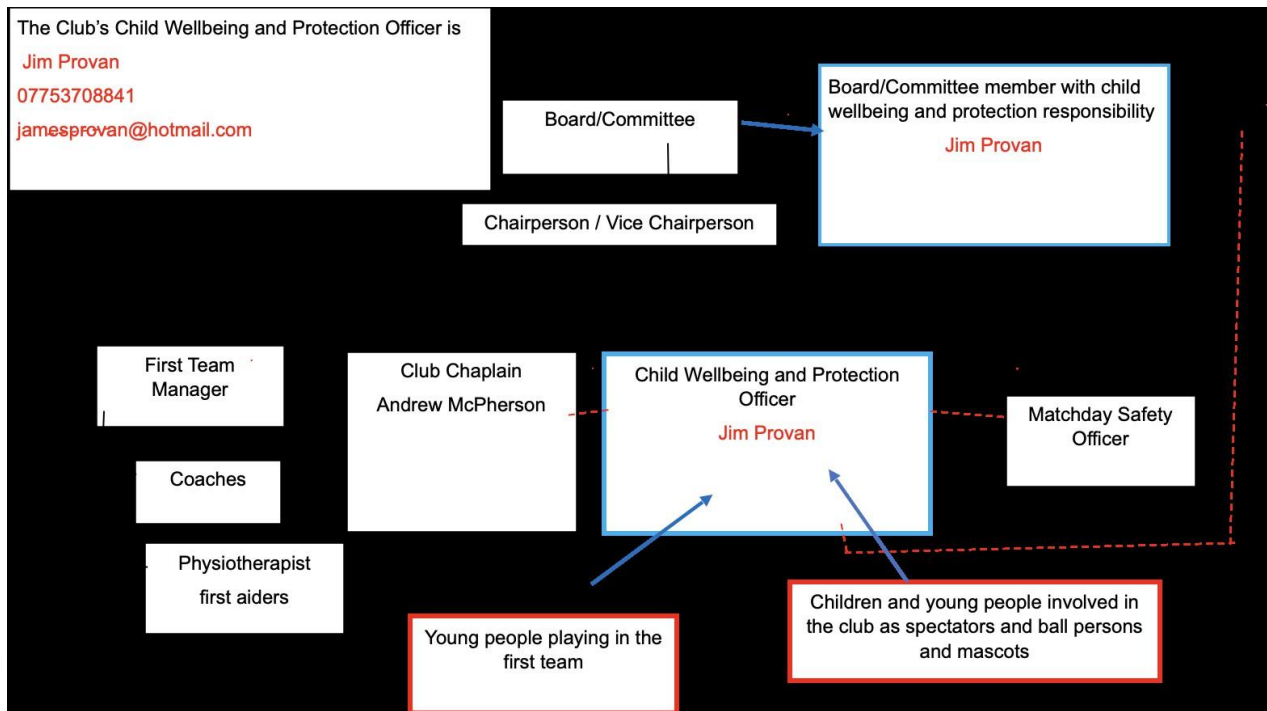 The Club's Child Wellbeing and Protection Officer is
Jim Provan
07753708841
jamesprovan@hotmail.com
Board/Committee
Board/Committee member with child
wellbeing and protection responsibility
Jim Provan
Chairperson / Vice Chairperson
First Team
Manager
Club Chaplain
Andrew McPherson
Child Wellbeing and Protection
Officer
Jim Provan
Matchday Safety
Officer
Coaches
Physiotherapist
first aiders
Young people playing in the
first team
Children and young people involved in
the club as spectators and ball persons
and mascots